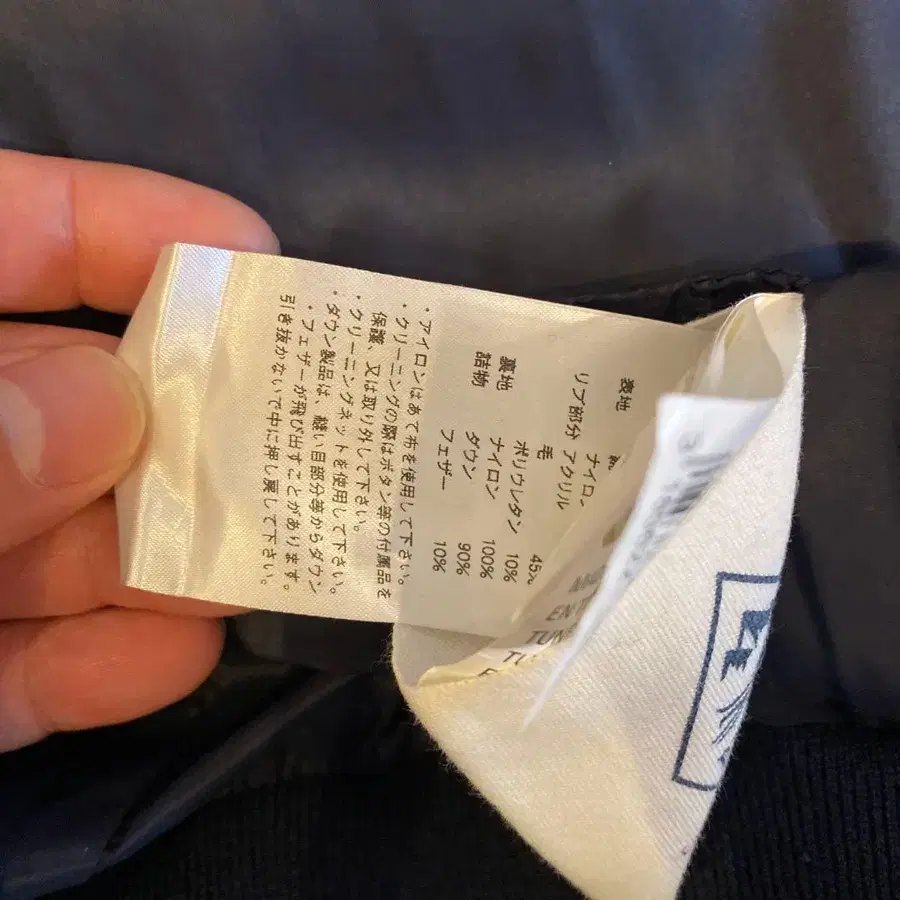 表地
ナイロン
リブ部分 アクリル
毛 45%
ポリウレタン 10%
裏地 ナイロン 100%
詰物 ダウン 90%
フェザー 10%
・アイロンはあて布を使用して下さい。
・クリーニングの際はボタン等の付属品を
保護、又は取り外して下さい。
・クリーニングネットを使用して下さい。
・ダウン製品は、縫い目部分等からダウン
・フェザーが飛び出すことがあります。
引き抜かないで中に押し戻して下さい。